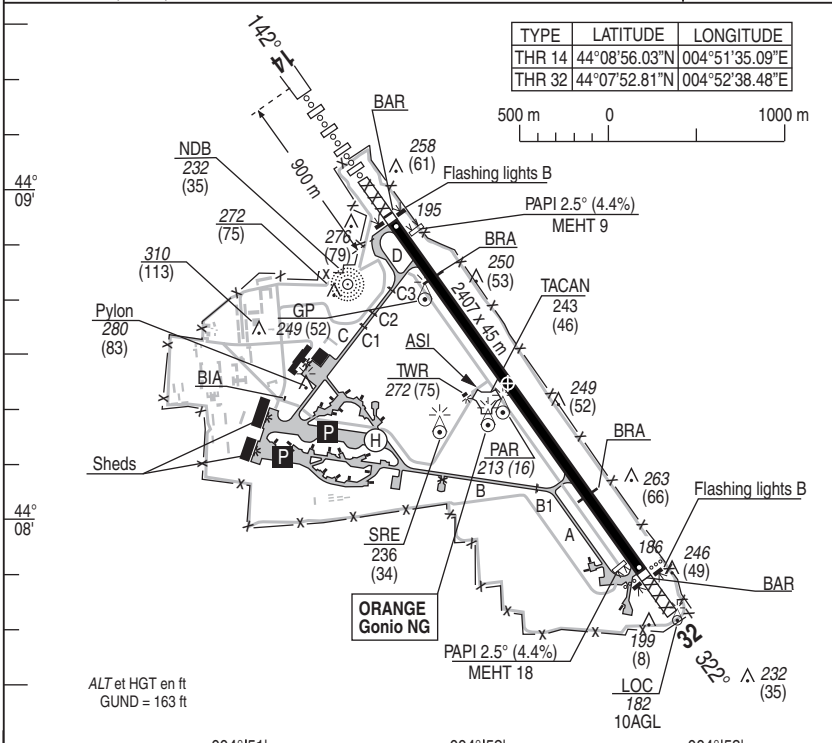 TYPE LATITUDE LONGITUDE
THR 14 44°08'56.03"N 004°51'35.09"E
THR 32 44°07'52.81"N 004°52'38.48"E
500 m 0 1000 m
142°
14
BAR
NDB
232
(35)
258
(61)
Flashing lights B
44°
09'
900 m
195
PAPI 2.5° (4.4%)
MEHT 9
272
(75)
276
(79)
BRA
310
(113)
D
250
(53)
TACAN
243
(46)
C3
GP
249 (52)
2407 x 45 m
Pylon
280
(83)
C
C2
C1
ASI
TWR
272 (75)
BIA
249
(52)
P
H
BRA
PAR
213 (16)
Sheds
P
263
(66)
Flashing lights B
B
B1
44°
08'
A
SRE
236
(34)
186
246
(49)
BAR
ORANGE
Gonio NG
PAPI 2.5° (4.4%)
MEHT 18
199
(8)
32
322°
232
(35)
ALT et HGT en ft
GUND = 163 ft
LOC
182
10AGL